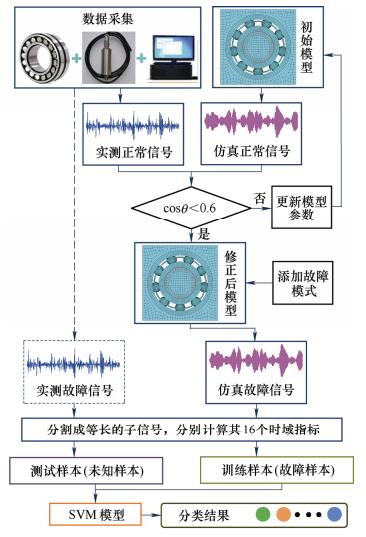 数据采集
初始模型
实测正常信号
仿真正常信号
cosθ<0.6
否
更新模型
参数
是
修正后模型
添加故障
模式
实测故障信号
仿真故障信号
分割成等长的子信号，分别计算其16个时域指标
测试样本(未知样本)
训练样本(故障样本)
SVM 模型
分类结果